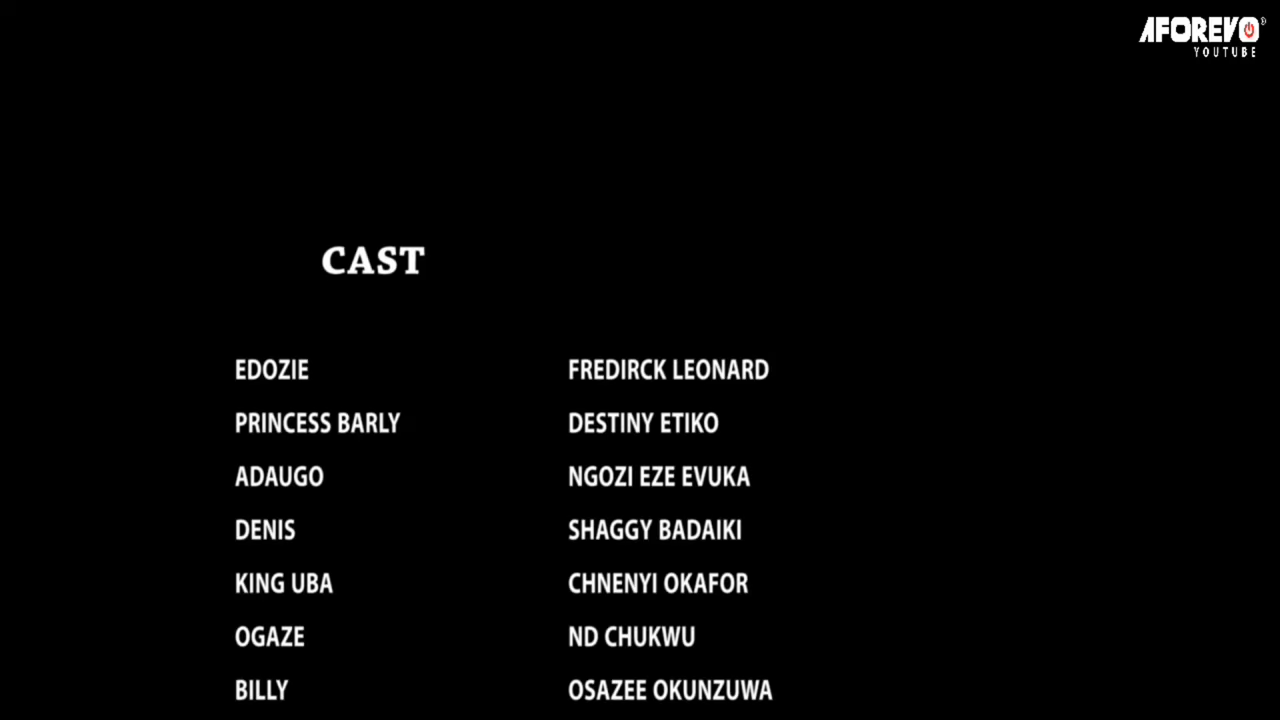 AFOREVO
YOUTUBE
CAST
EDOZIE FREDIRCK LEONARD
PRINCESS BARLY DESTINY ETIKO
ADAUGO NGOZI EZE EVUKA
DENIS SHAGGY BADAIKI
KING UBA CHNENYI OKAFOR
OGAZE ND CHUKWU
BILLY OSAZEE OKUNZUWA